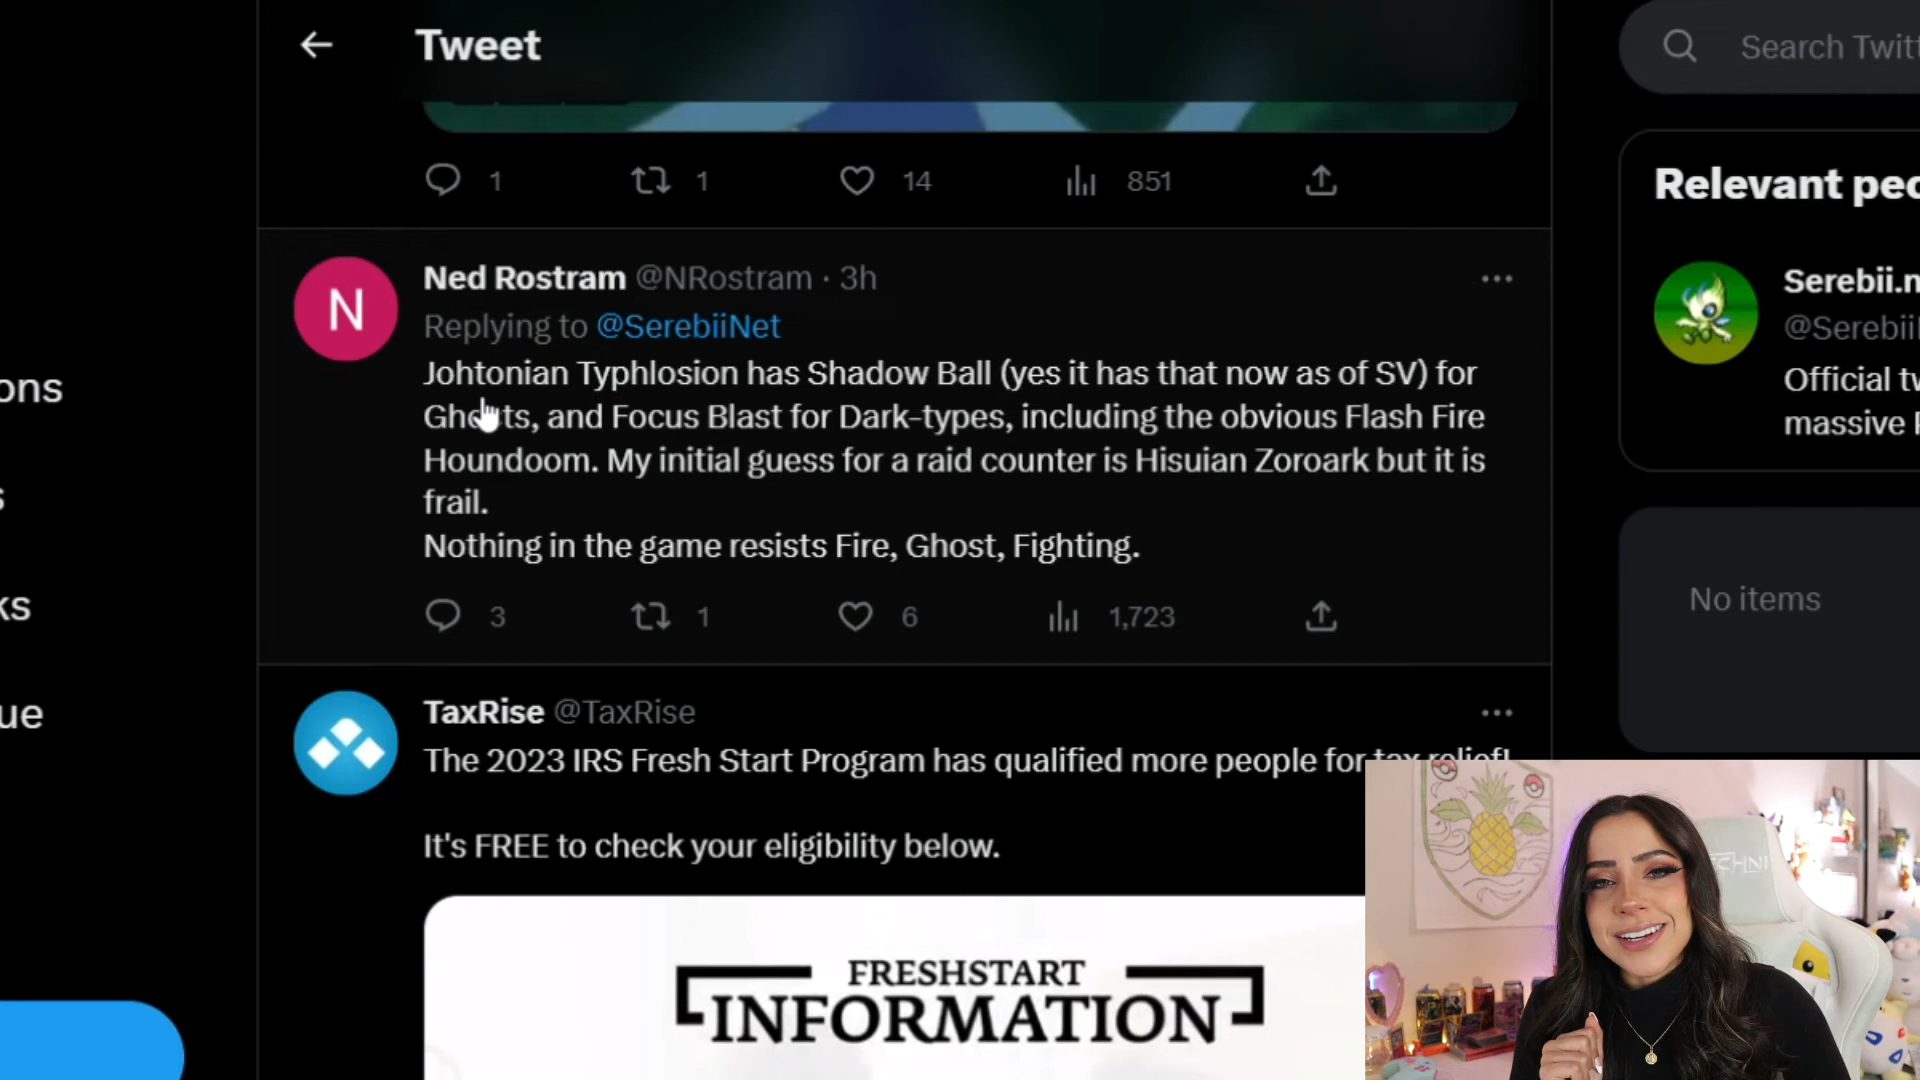 Tweet
Search Twitt
1 1 14 851
Relevant peo
Ned Rostram @NRostram · 3h
Replying to @SerebiiNet
Johtonian Typhlosion has Shadow Ball (yes it has that now as of SV) for
Ghosts, and Focus Blast for Dark-types, including the obvious Flash Fire
Houndoom. My initial guess for a raid counter is Hisuian Zoroark but it is
frail.
Nothing in the game resists Fire, Ghost, Fighting.
3 1 6 1,723
N
Serebii.n
@Serebii
Official tw
massive
ons
s
ks
ue
No items
TaxRise @TaxRise
The 2023 IRS Fresh Start Program has qualified more people for tax relief!
It's FREE to check your eligibility below.
FRESHSTART
INFORMATION